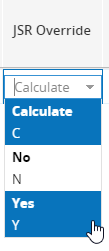 JSR Override
Calculate
Calculate
C
No
N
Yes
Y